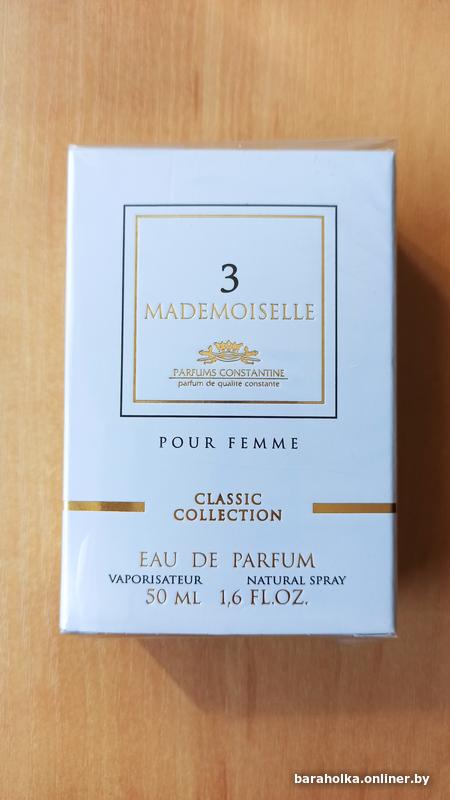 3
MADEMOISELLE
PARFUMS CONSTANTINE
parfum de qualite constante
POUR FEMME
CLASSIC
COLLECTION
EAU DE PARFUM
VAPORISATEUR NATURAL SPRAY
50 ML 1,6 FL.OZ.
baraholka.onliner.by